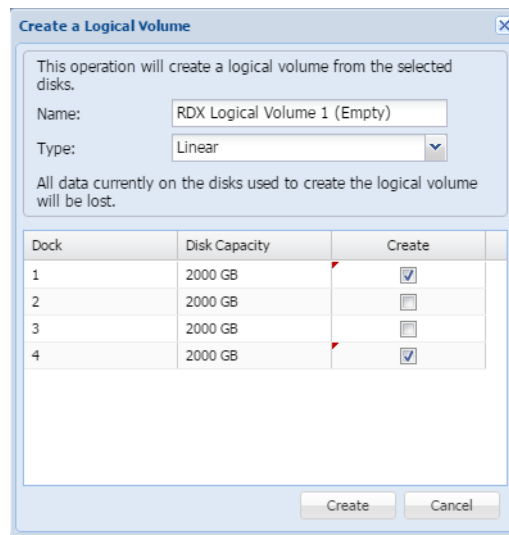 Create a Logical Volume
This operation will create a logical volume from the selected
disks.
Name: RDX Logical Volume 1 (Empty)
Type: Linear
All data currently on the disks used to create the logical volume
will be lost.
Dock Disk Capacity Create
1 2000 GB
2 2000 GB
3 2000 GB
4 2000 GB
Create Cancel